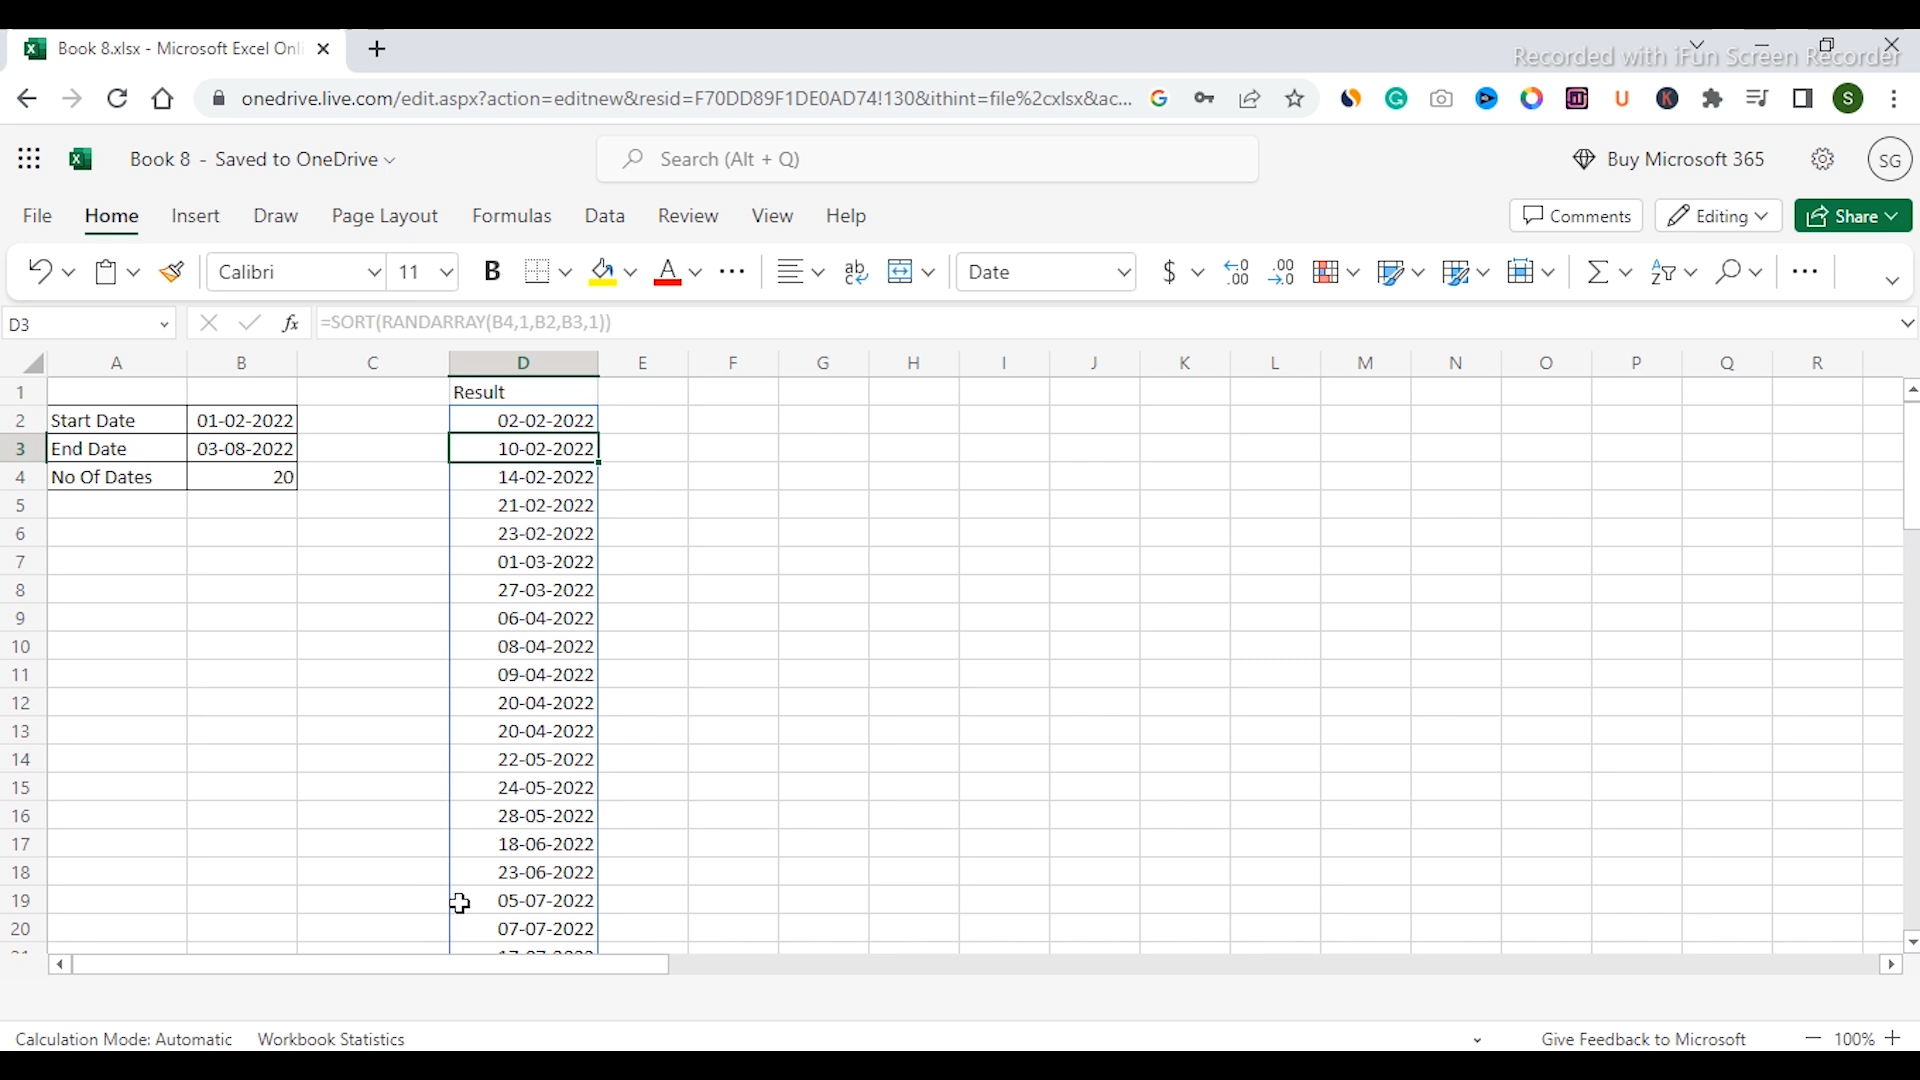 Book 8.xlsx - Microsoft Excel Onli
Recorded with iFun Screen Recorder
onedrive.live.com/edit.aspx?action=editnew&resid=F70DD89F1DE0AD74!130&ithint=file%2cxlsx&ac...
Book 8 - Saved to OneDrive
Search (Alt + Q)
Buy Microsoft 365
SG
File Home Insert Draw Page Layout Formulas Data Review View Help
Comments
Editing
Share
Calibri 11 B Date
D3 fx =SORT(RANDARRAY(B4,1,B2,B3,1))
A B C D E F G H I J K L M N O P Q R
1 Result
2 Start Date 01-02-2022 02-02-2022
3 End Date 03-08-2022 10-02-2022
4 No Of Dates 20 14-02-2022
5 21-02-2022
6 23-02-2022
7 01-03-2022
8 27-03-2022
9 06-04-2022
10 08-04-2022
11 09-04-2022
12 20-04-2022
13 20-04-2022
14 22-05-2022
15 24-05-2022
16 28-05-2022
17 18-06-2022
18 23-06-2022
19 05-07-2022
20 07-07-2022
Calculation Mode: Automatic Workbook Statistics
Give Feedback to Microsoft
100%